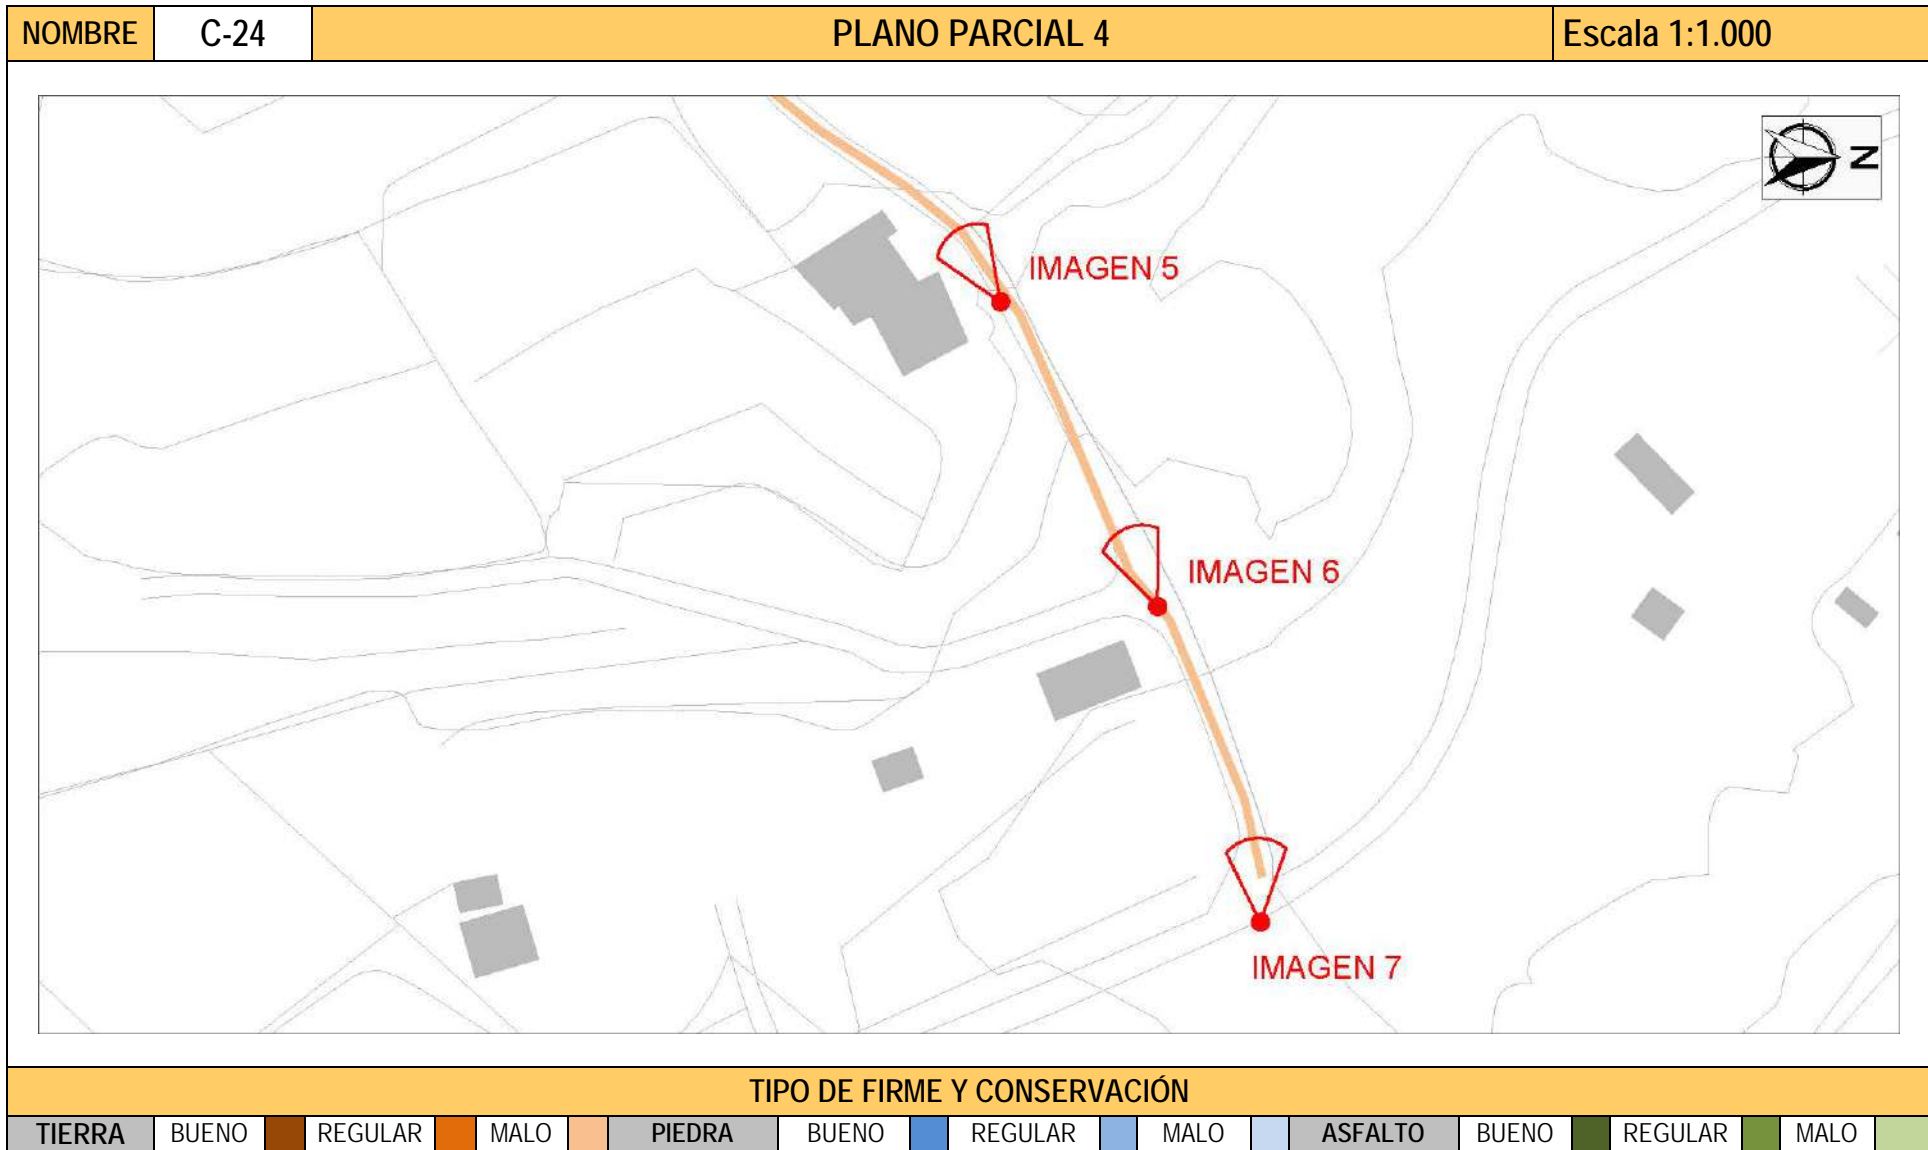 NOMBRE C-24 PLANO PARCIAL 4 Escala 1:1.000
N
IMAGEN 5
IMAGEN 6
IMAGEN 7
TIPO DE FIRME Y CONSERVACIÓN
TIERRA BUENO REGULAR MALO PIEDRA BUENO REGULAR MALO ASFALTO BUENO REGULAR MALO